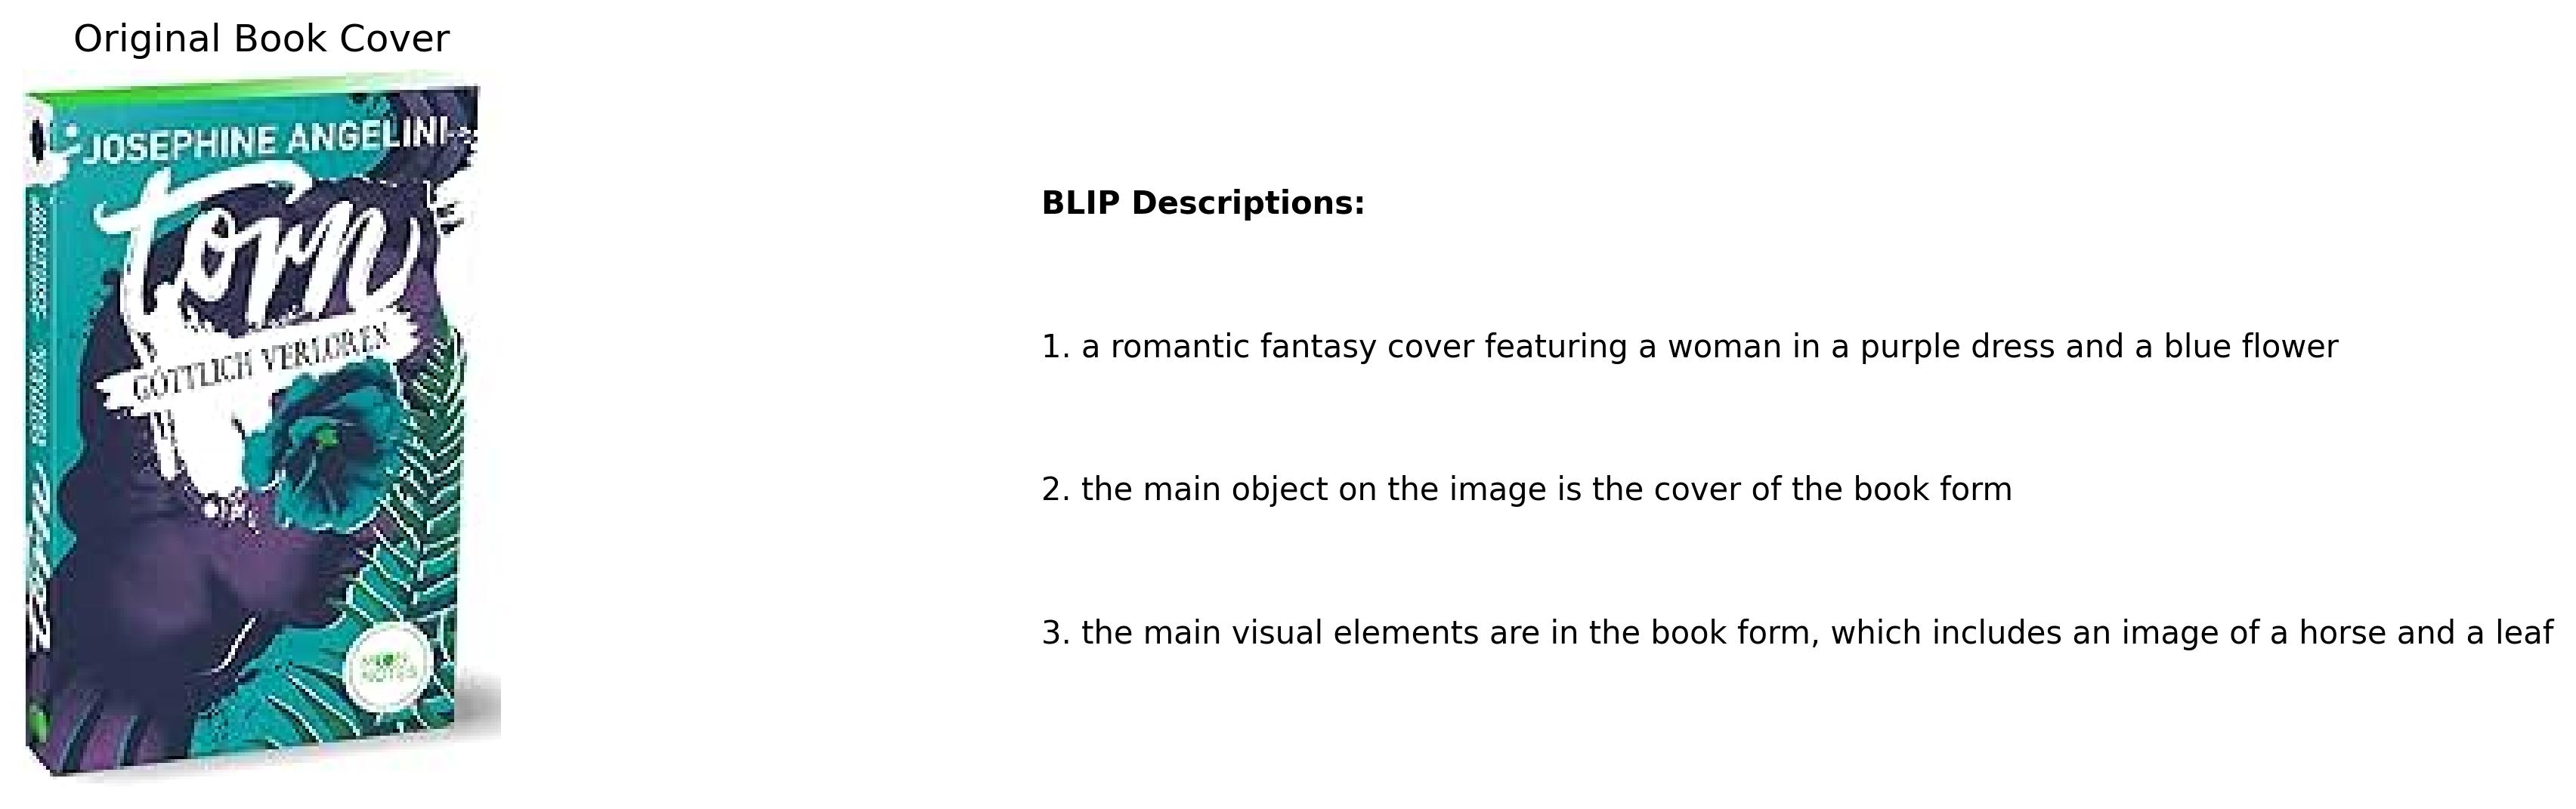 Original Book Cover
JOSEPHINE ANGELINI
torn
GÖTTLICH VERLOREN
BLIP Descriptions:
1. a romantic fantasy cover featuring a woman in a purple dress and a blue flower
2. the main object on the image is the cover of the book form
3. the main visual elements are in the book form, which includes an image of a horse and a leaf